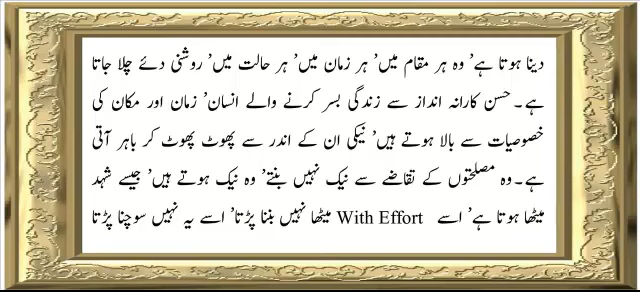 دینا ہوتا ہے’ وہ ہر مقام میں’ ہر زمان میں’ ہر حالت میں’ روشنی دئے چلا جاتا
ہے۔ حسن کارانہ انداز سے زندگی بسر کرنے والے انسان’ زمان اور مکان کی
خصوصیات سے بالا ہوتے ہیں’ نیکی ان کے اندر سے پھوٹ پھوٹ کر باہر آتی
ہے۔ وہ مصلحتوں کے تقاضے سے نیک نہیں بنتے’ وہ نیک ہوتے ہیں’ جیسے شہد
میٹھا ہوتا ہے’ اسے With Effort میٹھا نہیں بننا پڑتا’ اسے یہ نہیں سوچنا پڑتا